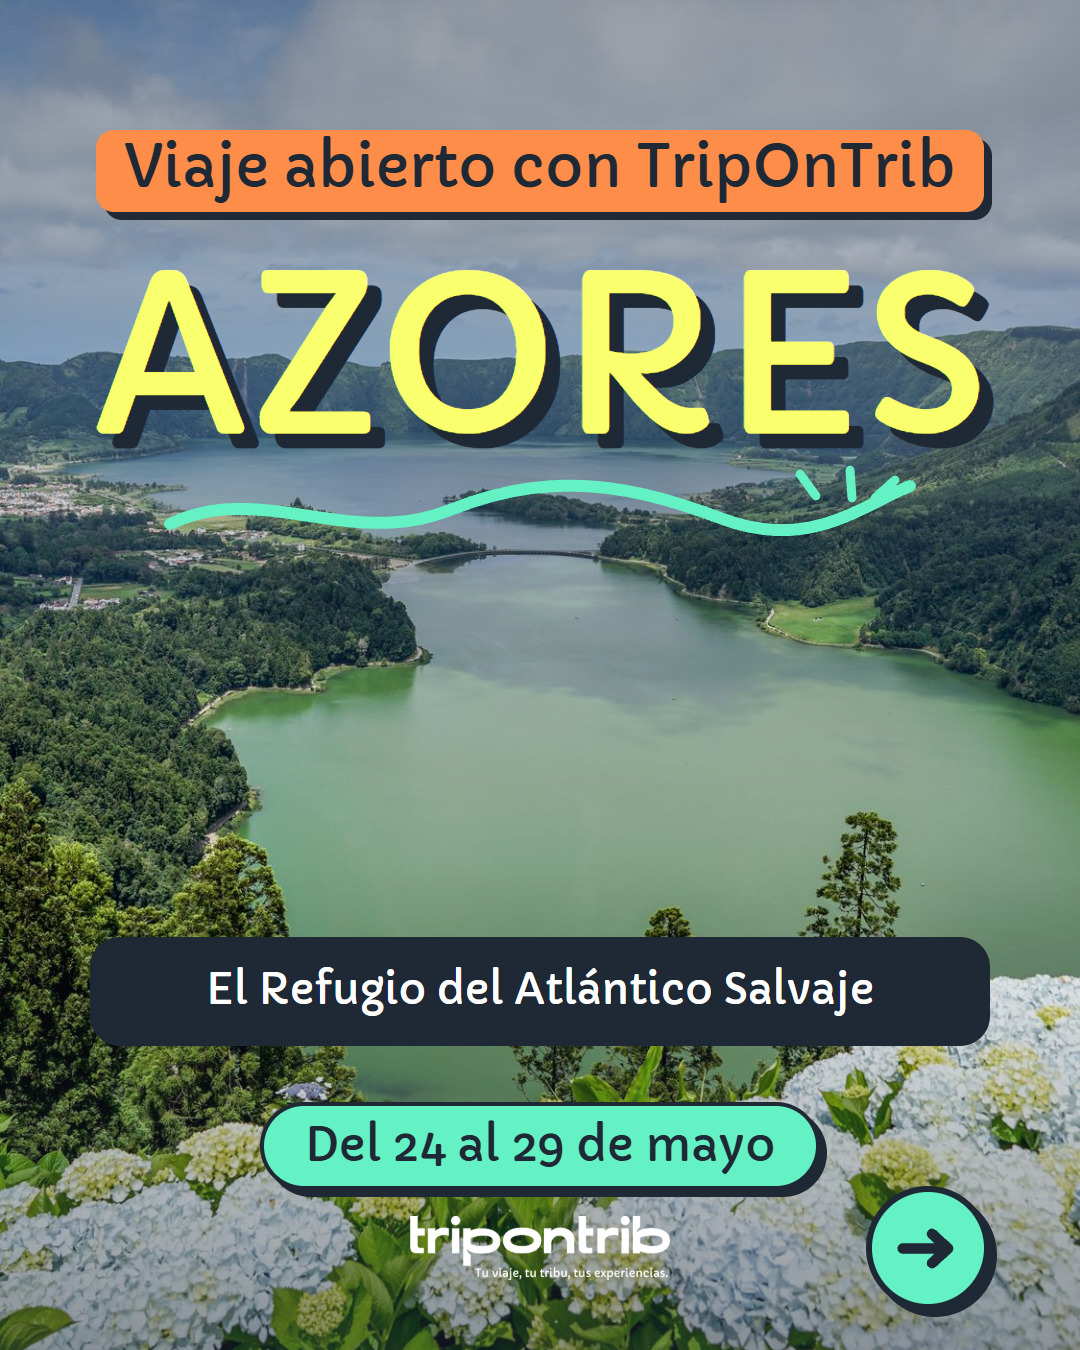 Viaje abierto con TripOnTrib
AZORES
El Refugio del Atlántico Salvaje
Del 24 al 29 de mayo
tripontrib
Tu viaje, tu tribu, tus experiencias.